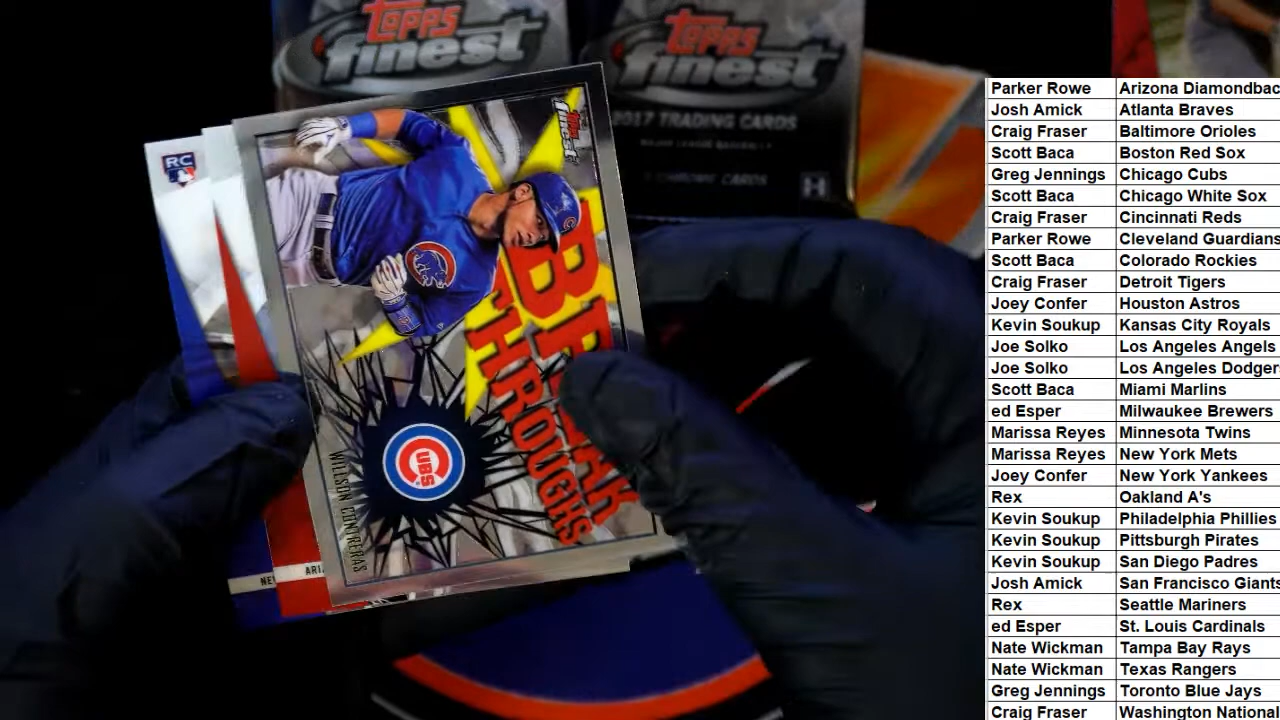 TOPPS
finest
TOPPS
finest
2017 TRADING CARDS
MAJOR LEAGUE BASEBALL
CHROME CARDS
H
RC
TOPPS
finest
THROUGHS
CUBS
WILLSON CONTRERAS
NE
ARI
Parker Rowe Arizona Diamondbac
Josh Amick Atlanta Braves
Craig Fraser Baltimore Orioles
Scott Baca Boston Red Sox
Greg Jennings Chicago Cubs
Scott Baca Chicago White Sox
Craig Fraser Cincinnati Reds
Parker Rowe Cleveland Guardians
Scott Baca Colorado Rockies
Craig Fraser Detroit Tigers
Joey Confer Houston Astros
Kevin Soukup Kansas City Royals
Joe Solko Los Angeles Angels
Joe Solko Los Angeles Dodger
Scott Baca Miami Marlins
ed Esper Milwaukee Brewers
Marissa Reyes Minnesota Twins
Marissa Reyes New York Mets
Joey Confer New York Yankees
Rex Oakland A's
Kevin Soukup Philadelphia Phillies
Kevin Soukup Pittsburgh Pirates
Kevin Soukup San Diego Padres
Josh Amick San Francisco Giants
Rex Seattle Mariners
ed Esper St. Louis Cardinals
Nate Wickman Tampa Bay Rays
Nate Wickman Texas Rangers
Greg Jennings Toronto Blue Jays
Craig Fraser Washington National